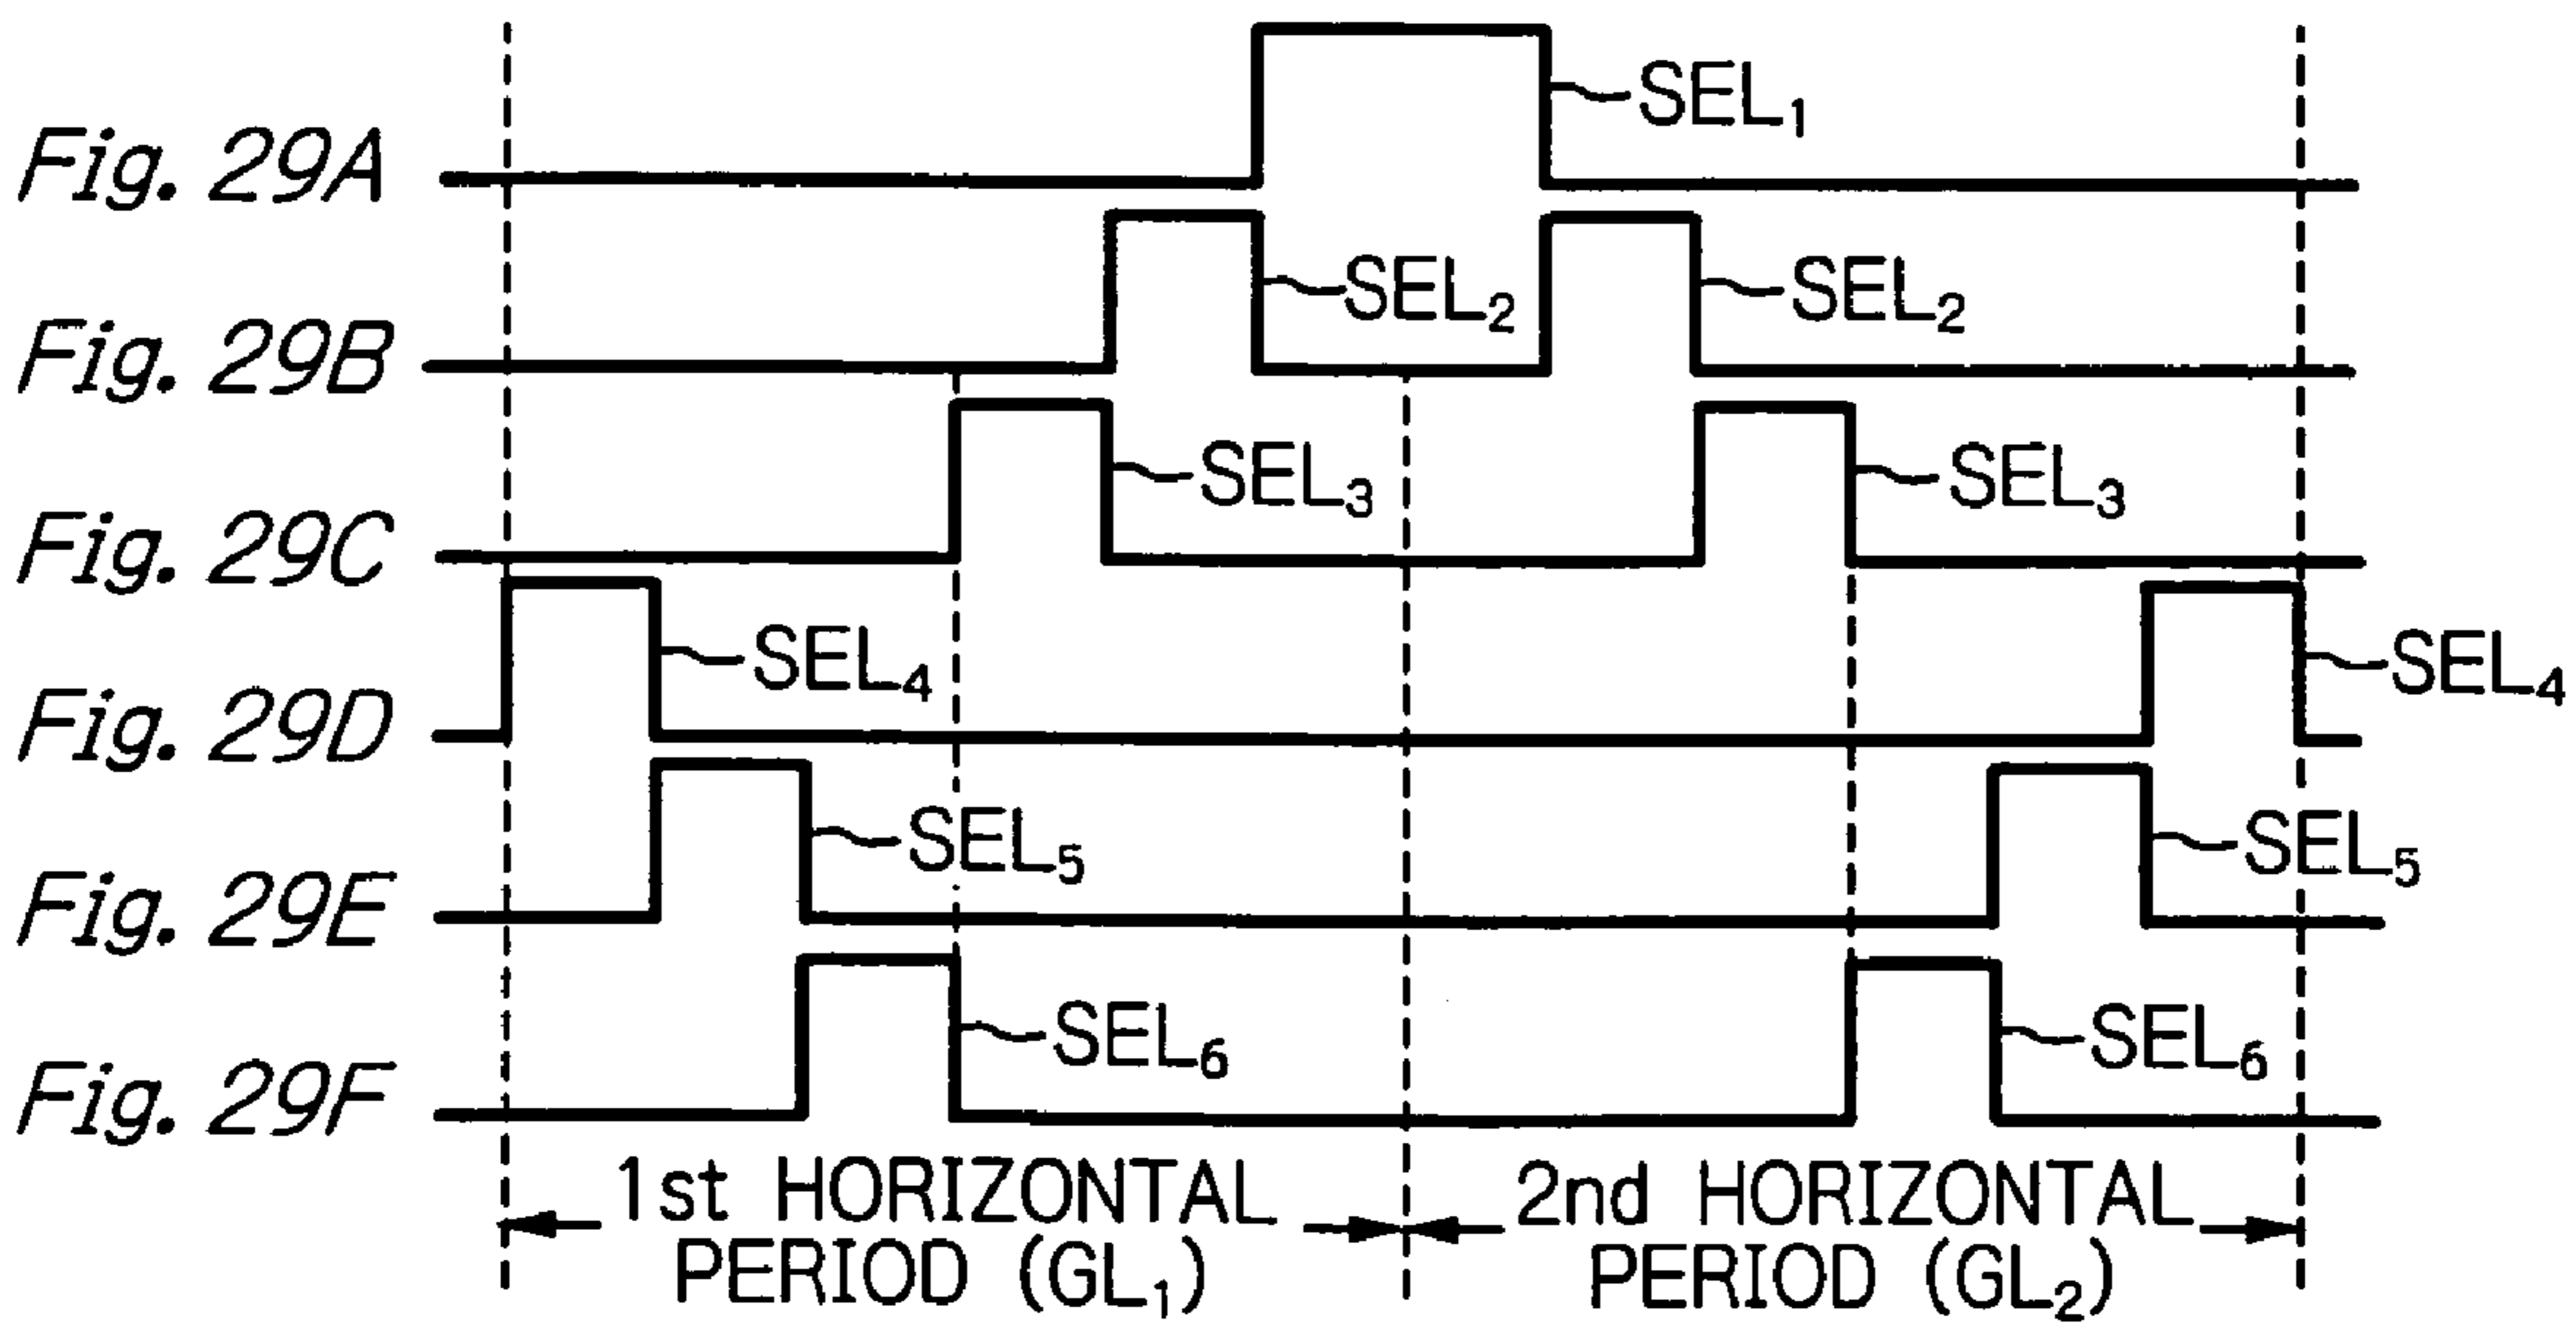 Fig. 29A
SEL₁
Fig. 29B
SEL₂
SEL₂
Fig. 29C
SEL₃
SEL₃
Fig. 29D
SEL₄
SEL₄
Fig. 29E
SEL₅
SEL₅
Fig. 29F
SEL₆
SEL₆
1st HORIZONTAL
PERIOD (GL₁)
2nd HORIZONTAL
PERIOD (GL₂)